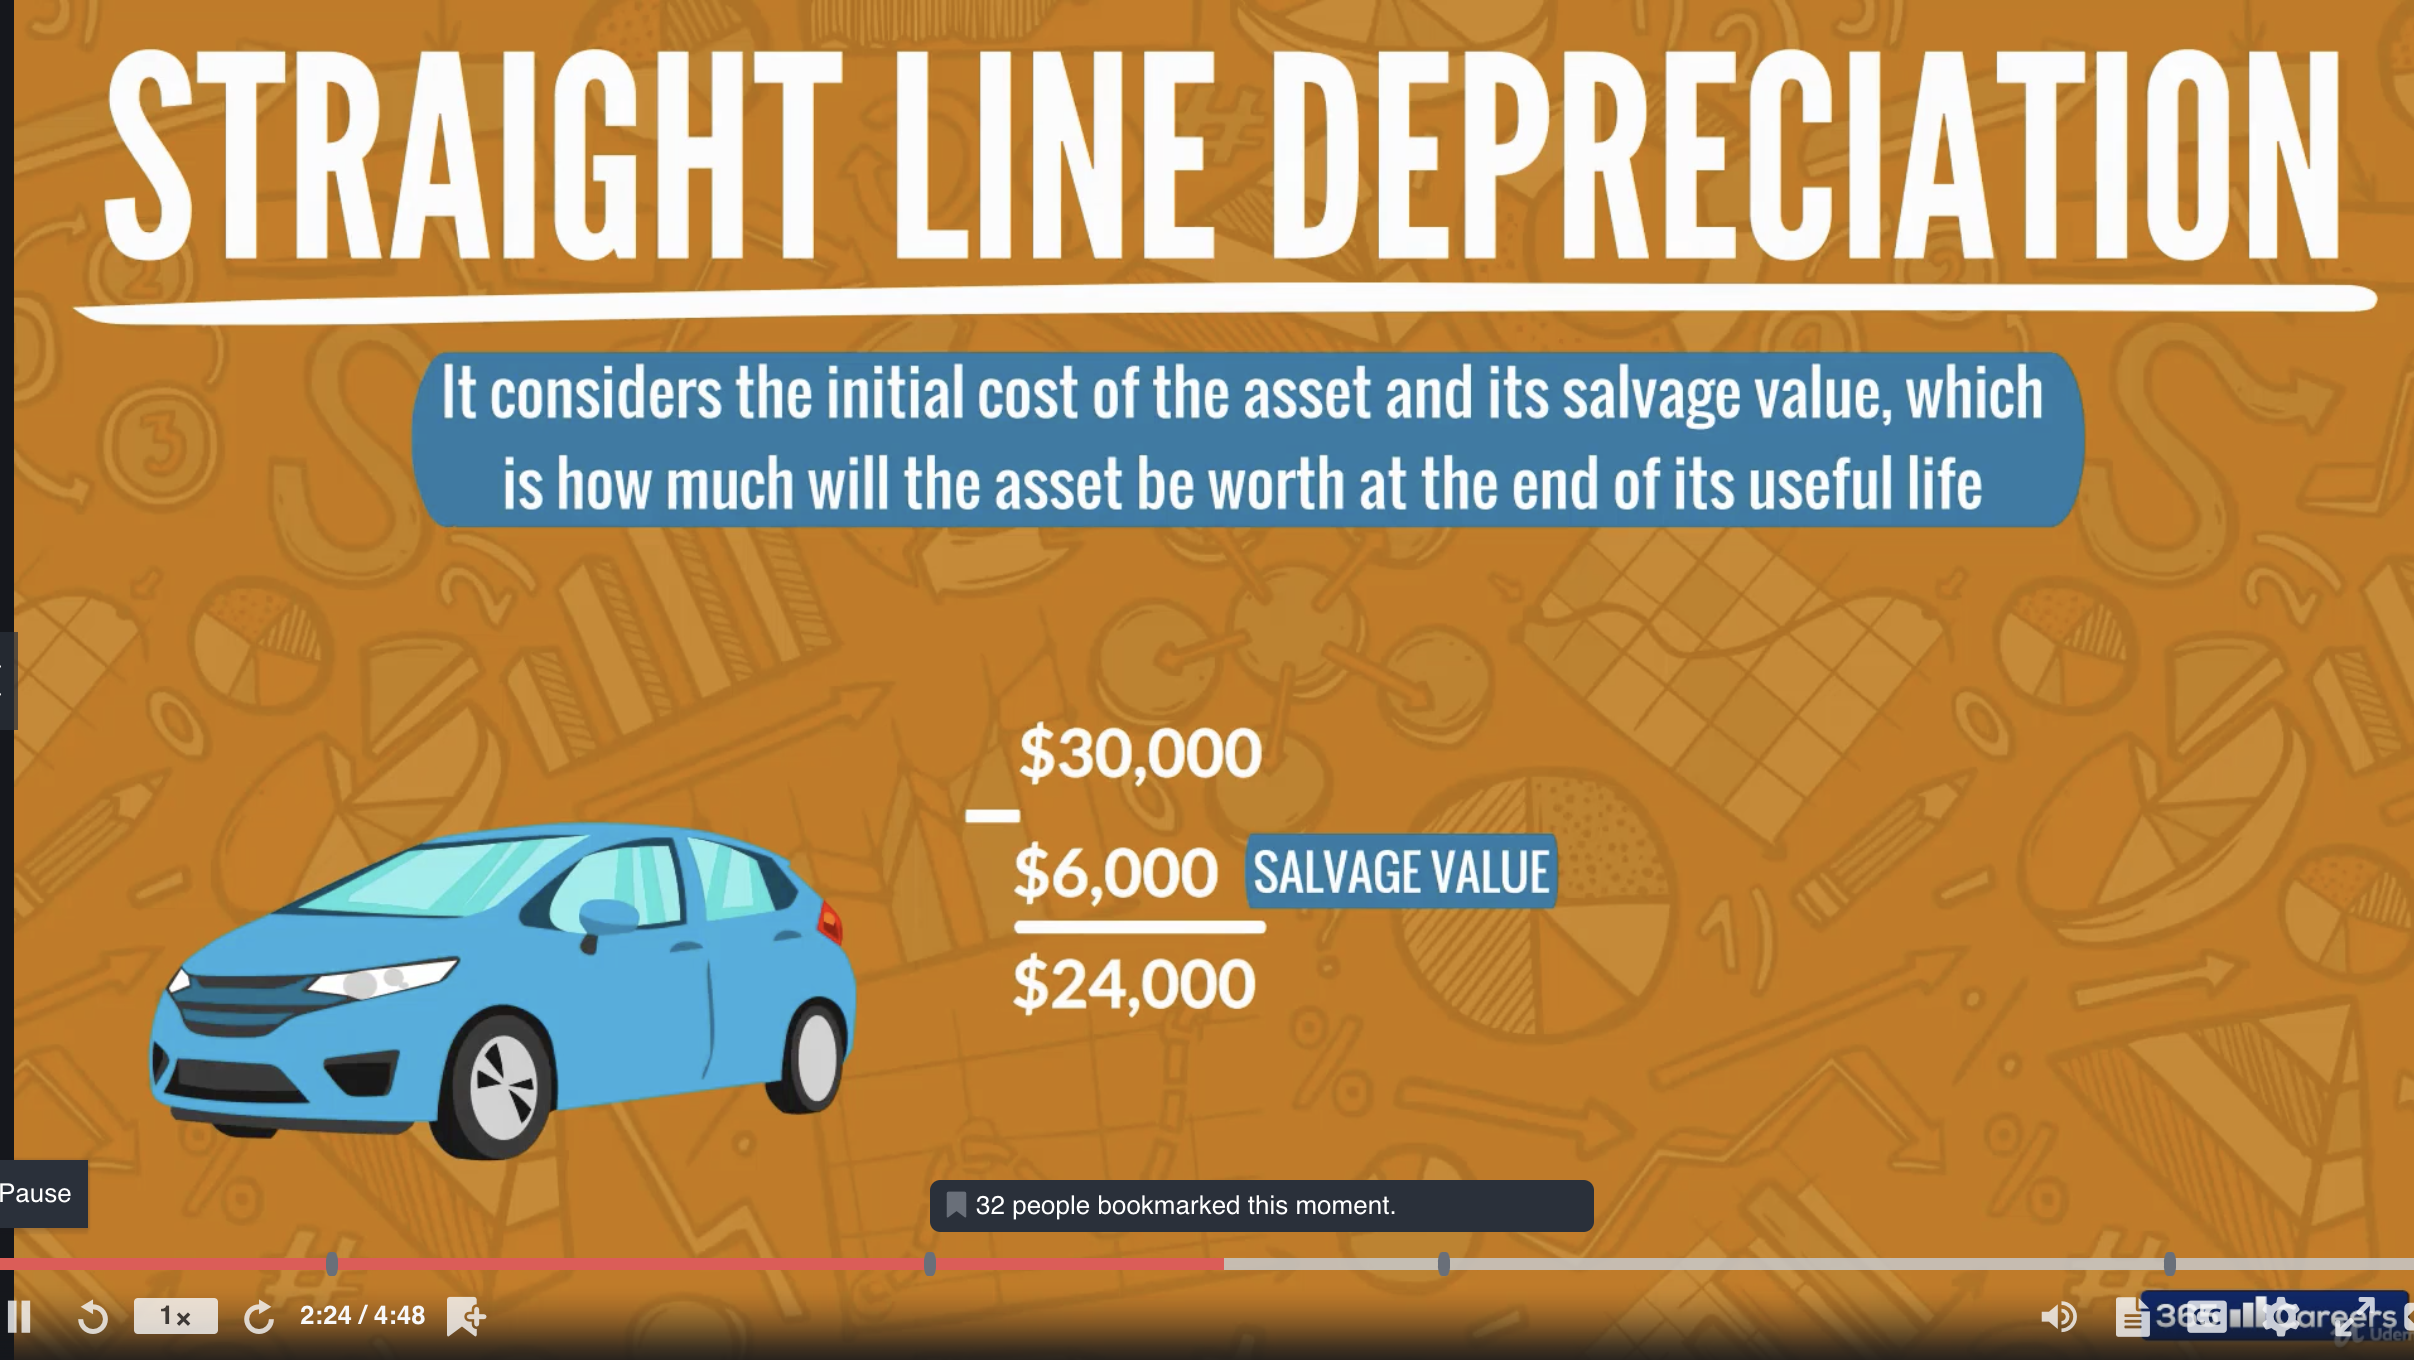 STRAIGHT LINE DEPRECIATION
It considers the initial cost of the asset and its salvage value, which
is how much will the asset be worth at the end of its useful life
$30,000
$6,000 SALVAGE VALUE
$24,000
Pause
32 people bookmarked this moment.
1x 2:24 / 4:48